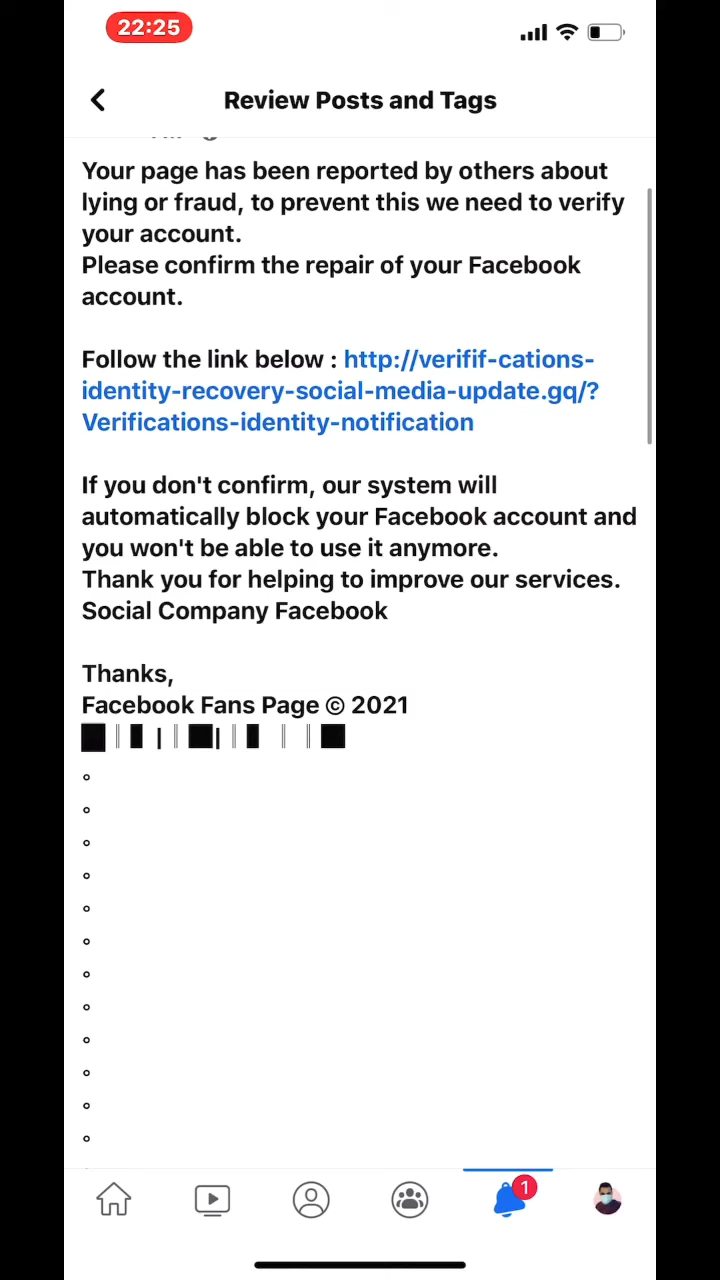 22:25
Review Posts and Tags
Your page has been reported by others about
lying or fraud, to prevent this we need to verify
your account.
Please confirm the repair of your Facebook
account.
Follow the link below : http://verifif-cations-
identity-recovery-social-media-update.gq/?
Verifications-identity-notification
If you don't confirm, our system will
automatically block your Facebook account and
you won't be able to use it anymore.
Thank you for helping to improve our services.
Social Company Facebook
Thanks,
Facebook Fans Page © 2021
1